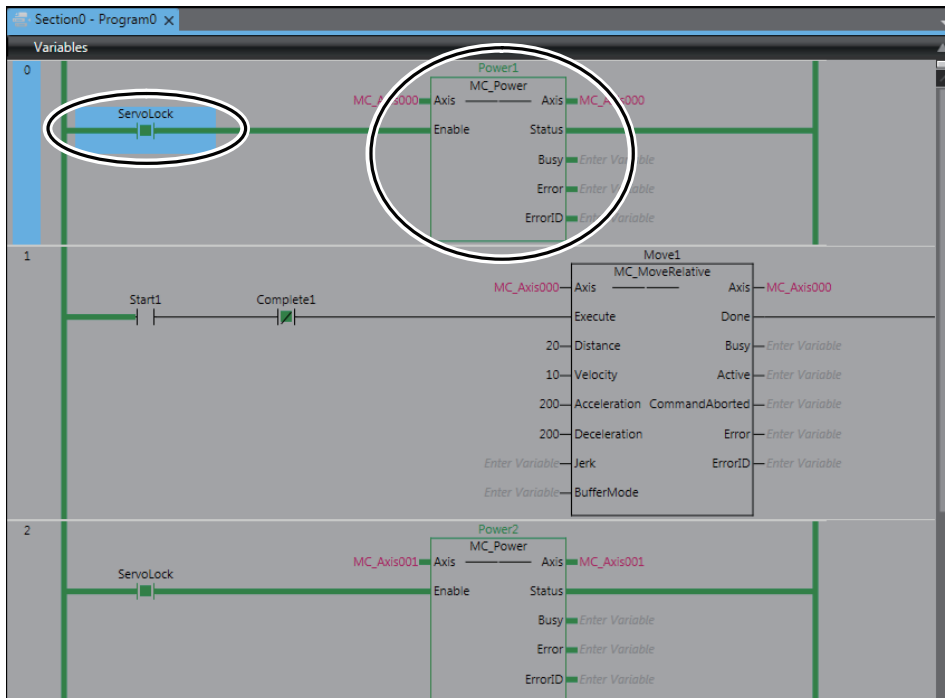 Section0 - Program0
Variables
0
Power1
MC_Power
MC_Axis000 Axis Axis MC_Axis000
ServoLock
Enable Status
Busy Enter Variable
Error Enter Variable
ErrorID Enter Variable
1
Move1
MC_MoveRelative
MC_Axis000 Axis Axis MC_Axis000
Start1 Complete1
Execute Done
20 Distance Busy Enter Variable
10 Velocity Active Enter Variable
200 Acceleration CommandAborted Enter Variable
200 Deceleration Error Enter Variable
Enter Variable Jerk ErrorID Enter Variable
Enter Variable BufferMode
2
Power2
MC_Power
MC_Axis001 Axis Axis MC_Axis001
ServoLock
Enable Status
Busy Enter Variable
Error Enter Variable
ErrorID Enter Variable